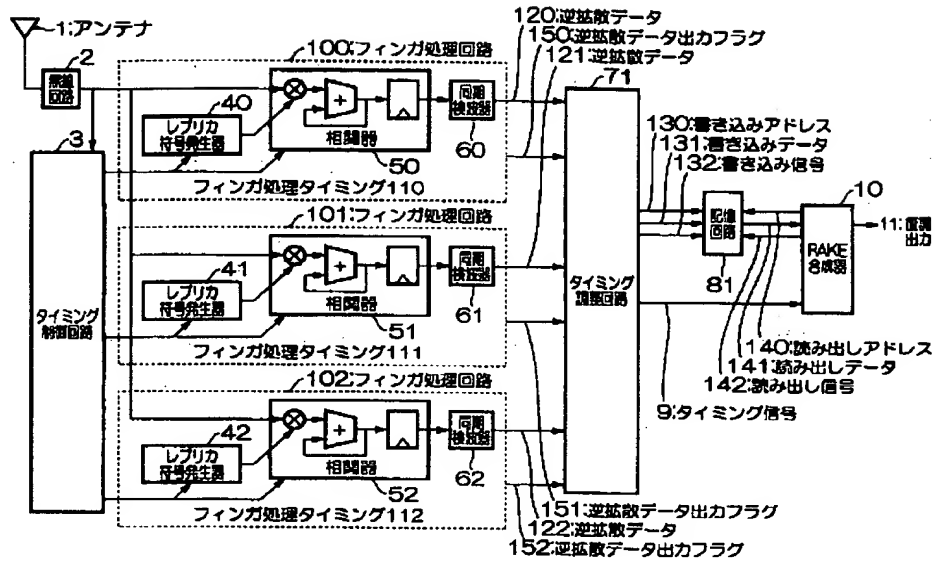 1:アンテナ
2
無線
回路
3
タイミング
制御回路
100:フィンガ処理回路
40
レプリカ
符号発生器
相関器
50
同期
検波器
60
フィンガ処理タイミング110
101:フィンガ処理回路
41
レプリカ
符号発生器
相関器
51
同期
検波器
61
フィンガ処理タイミング111
102:フィンガ処理回路
42
レプリカ
符号発生器
相関器
52
同期
検波器
62
フィンガ処理タイミング112
120:逆拡散データ
150:逆拡散データ出力フラグ
121:逆拡散データ
71
タイミング
調整回路
130:書き込みアドレス
131:書き込みデータ
132:書き込み信号
記憶
回路
81
10
RAKE
合成器
11:復調
出力
140:読み出しアドレス
141:読み出しデータ
142:読み出し信号
9:タイミング信号
151:逆拡散データ出力フラグ
122:逆拡散データ
152:逆拡散データ出力フラグ